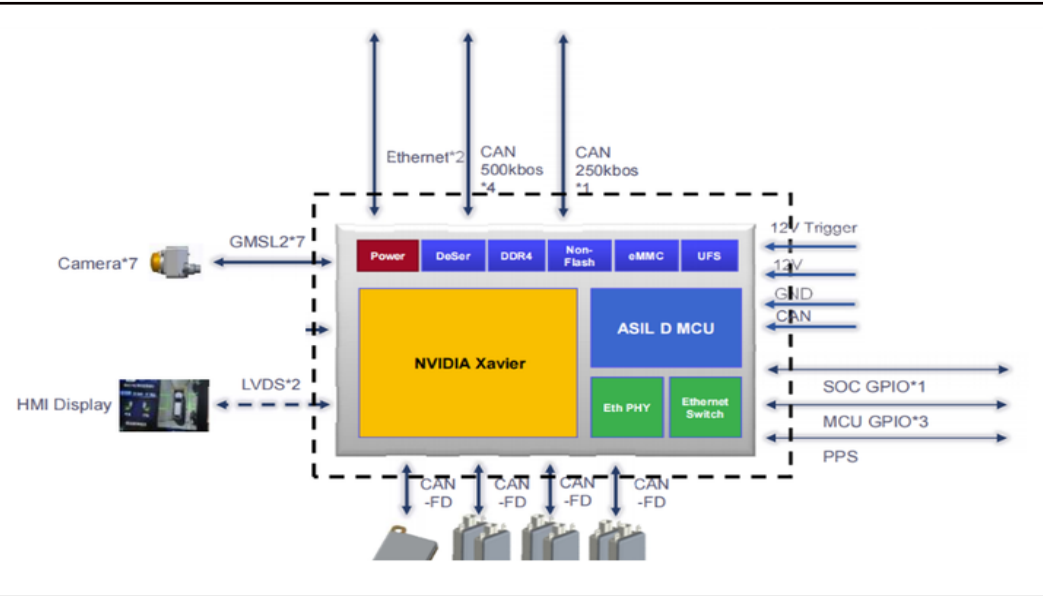 Ethernet*2
CAN
500kbos
*4
CAN
250kbos
*1
12V Trigger
GMSL2*7
Camera*7
Power
DeSer
DDR4
Non-
Flash
eMMC
UFS
12V
GND
CAN
ASIL D MCU
NVIDIA Xavier
SOC GPIO*1
LVDS*2
HMI Display
Eth PHY
Ethernet
Switch
MCU GPIO*3
PPS
CAN
-FD
CAN
-FD
CAN
-FD
CAN
-FD